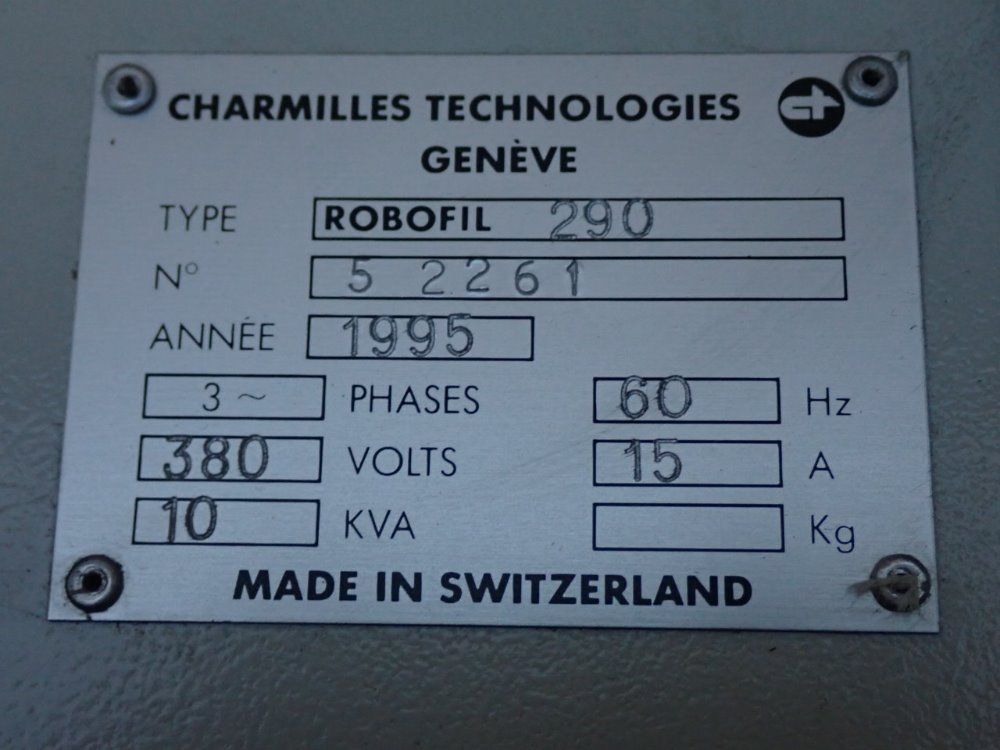 CHARMILLES TECHNOLOGIES
GENÈVE
TYPE ROBOFIL 290
N° 5 2261
ANNÉE 1995
3 ~ PHASES 60 Hz
380 VOLTS 15 A
10 KVA Kg
MADE IN SWITZERLAND